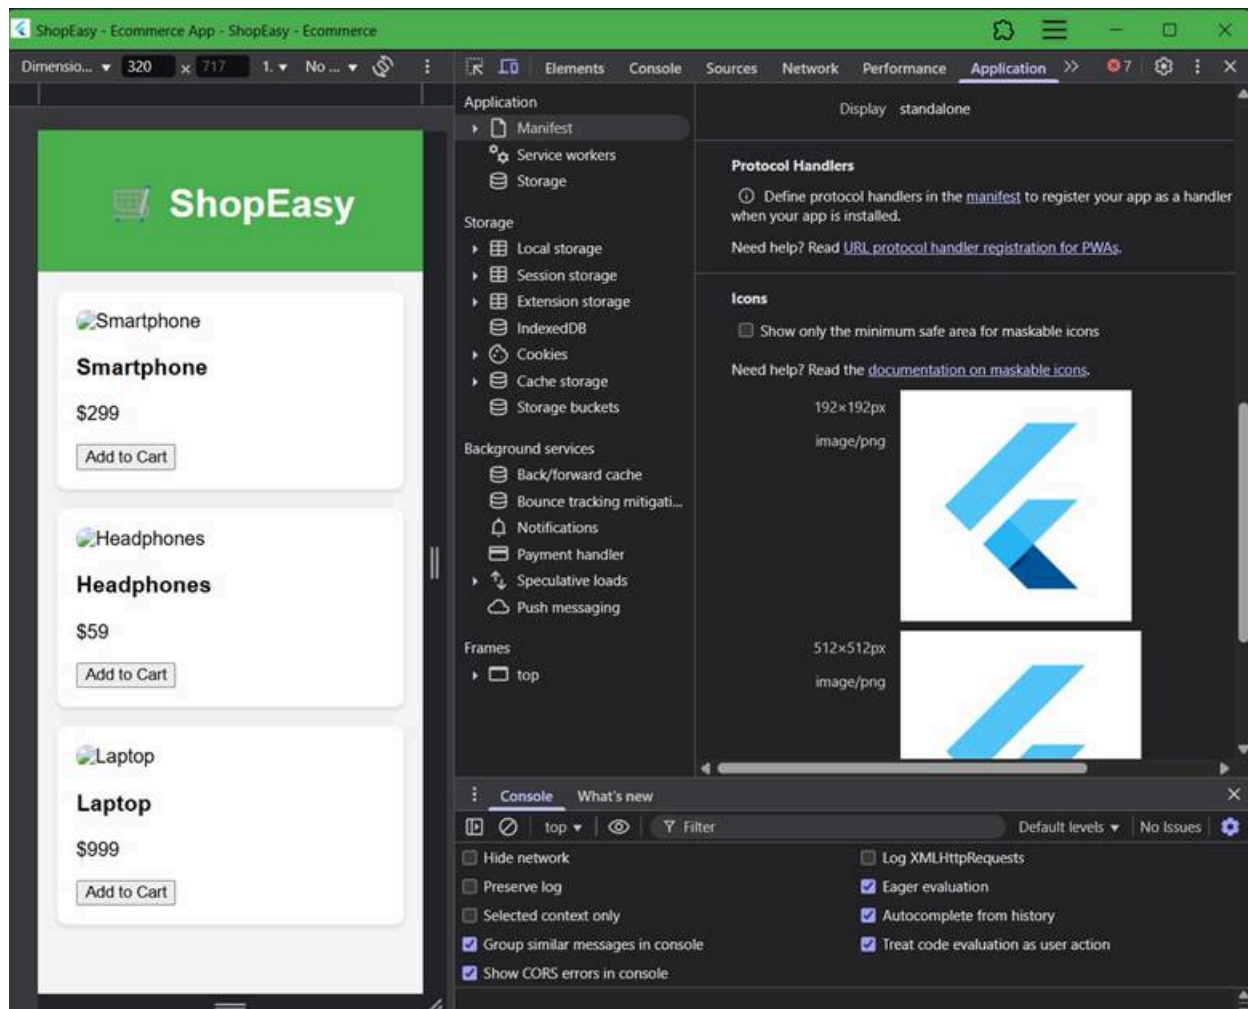 ShopEasy - Ecommerce App - ShopEasy - Ecommerce
Dimensio... ▼ 320 x 717 1. ▼ No ... ▼
ShopEasy
Smartphone
Smartphone
$299
Add to Cart
Headphones
Headphones
$59
Add to Cart
Laptop
Laptop
$999
Add to Cart
Elements Console Sources Network Performance Application 7
Application
Manifest
Service workers
Storage
Storage
Local storage
Session storage
Extension storage
IndexedDB
Cookies
Cache storage
Storage buckets
Background services
Back/forward cache
Bounce tracking mitigati...
Notifications
Payment handler
Speculative loads
Push messaging
Frames
top
Display standalone
Protocol Handlers
Define protocol handlers in the manifest to register your app as a handler
when your app is installed.
Need help? Read URL protocol handler registration for PWAs.
Icons
Show only the minimum safe area for maskable icons
Need help? Read the documentation on maskable icons.
192×192px
image/png
512×512px
image/png
Console What's new
top ▼ Filter Default levels ▼ No Issues
Hide network
Log XMLHttpRequests
Preserve log
Eager evaluation
Selected context only
Autocomplete from history
Group similar messages in console
Treat code evaluation as user action
Show CORS errors in console